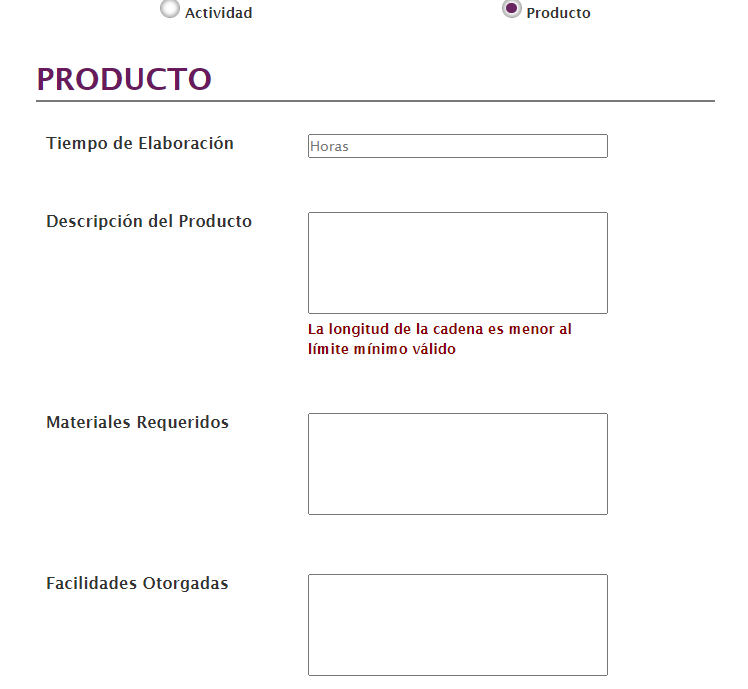 Actividad Producto
PRODUCTO
Tiempo de Elaboración Horas
Descripción del Producto
La longitud de la cadena es menor al
límite mínimo válido
Materiales Requeridos
Facilidades Otorgadas